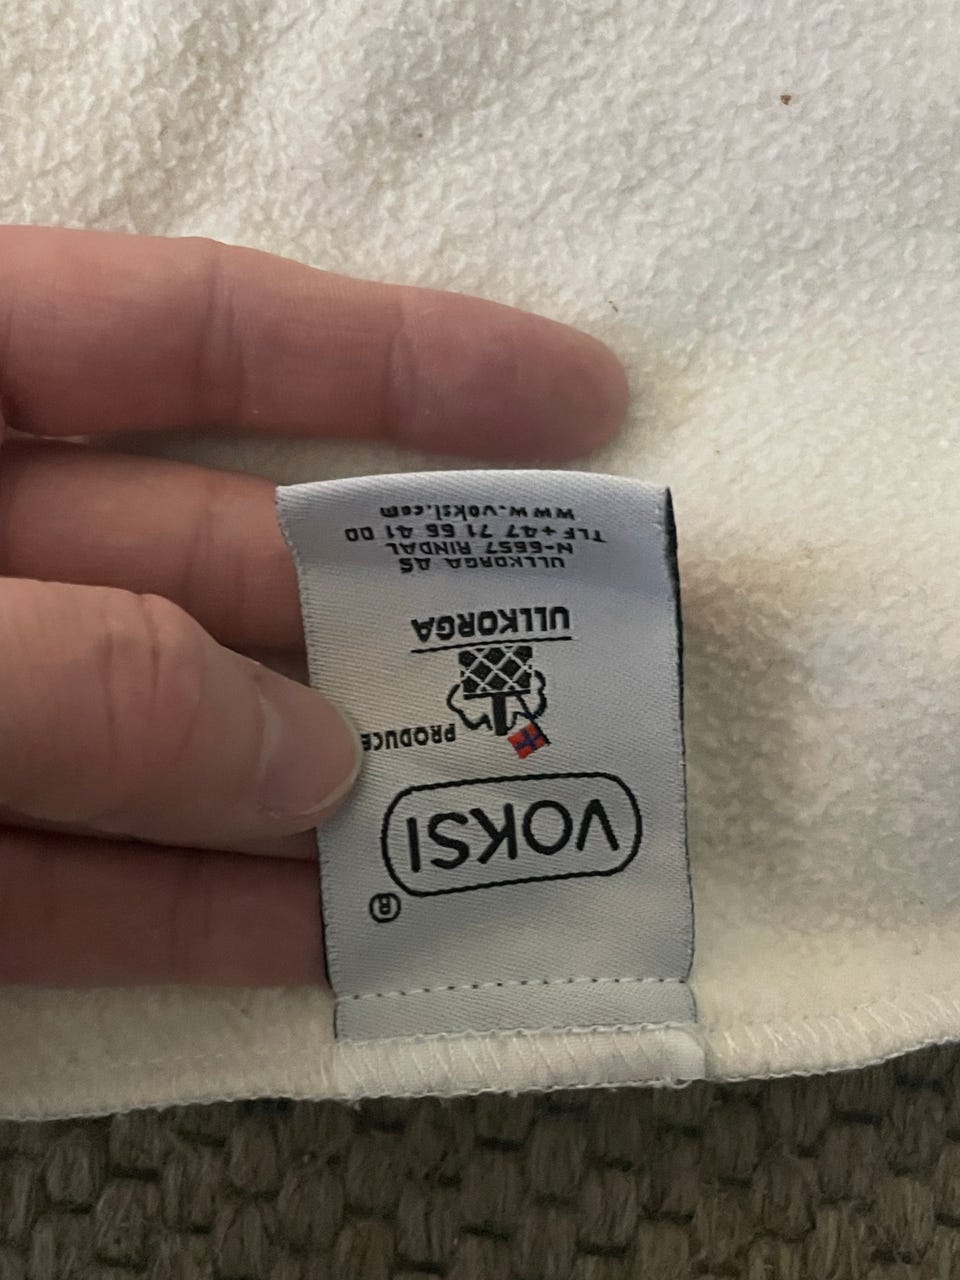 VOKSI
®
PRODUCE
ULLKORGA
ULLKORGA AS
N-6657 RINDAL
TLF +47 71 66 41 00
www.voksi.com